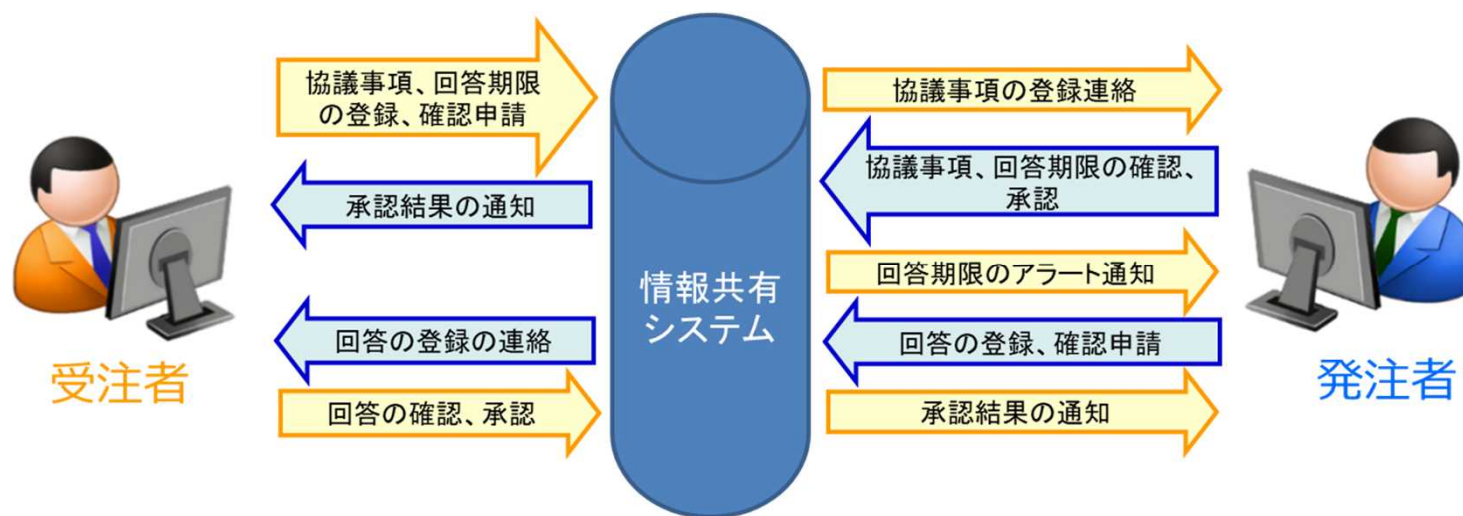 協議事項、回答期限
の登録、確認申請
承認結果の通知
回答の登録の連絡
回答の確認、承認
受注者
情報共有
システム
協議事項の登録連絡
協議事項、回答期限の確認、
承認
回答期限のアラート通知
回答の登録、確認申請
承認結果の通知
発注者